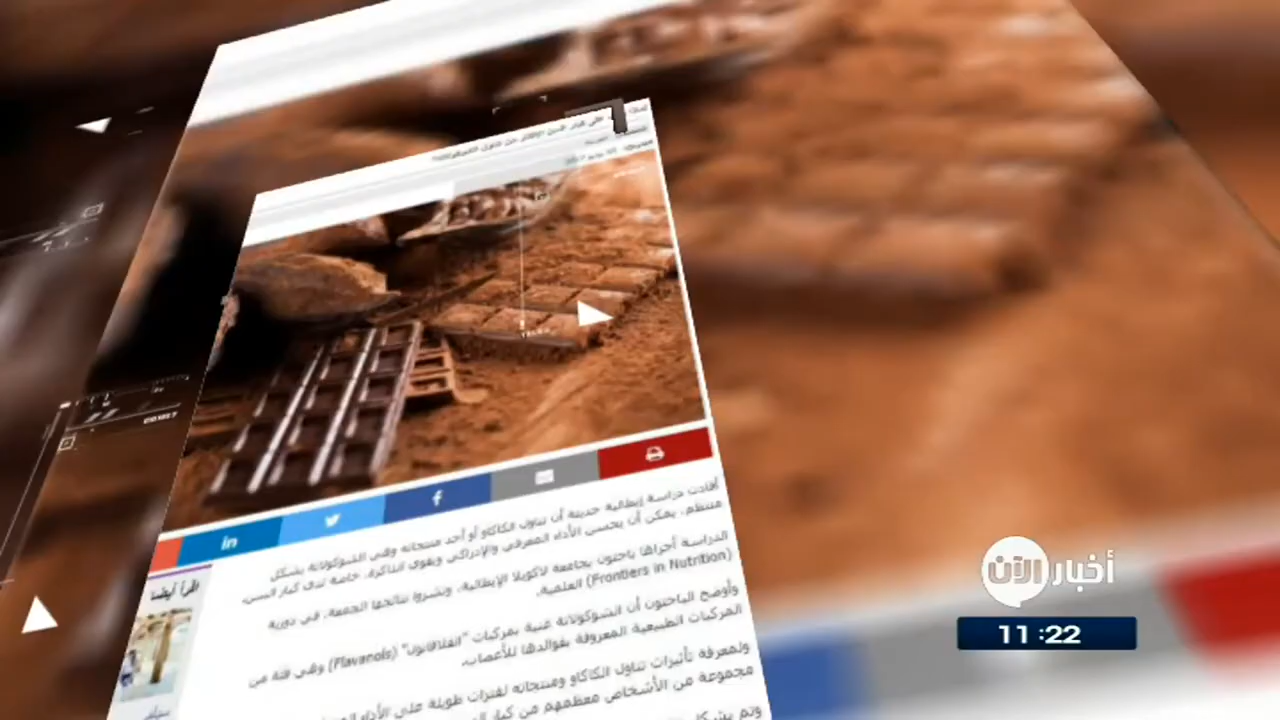 in
f
أفادت دراسة إيطالية حديثة أن تناول الكاكاو أو أحد منتجاته وهي الشوكولاتة بشكل
منتظم، يمكن أن يحسن الأداء المعرفي والإدراكي ويقوي الذاكرة، خاصة لدى كبار السن.
الدراسة أجراها باحثون بجامعة لاكويلا الإيطالية، ونشروا نتائجها الجمعة، في دورية
(Frontiers in Nutrition) العلمية.
وأوضح الباحثون أن الشوكولاتة غنية بمركبات "الفلافانول" (Flavanols) وهي فئة من
المركبات الطبيعية المعروفة بفوائدها للأعصاب.
ولمعرفة تأثيرات تناول الكاكاو ومنتجاته لفترات طويلة على الأداء
مجموعة من الأشخاص معظمهم من كبار
وتم بشكل
اقرأ أيضا
أخبار الآن
11:22